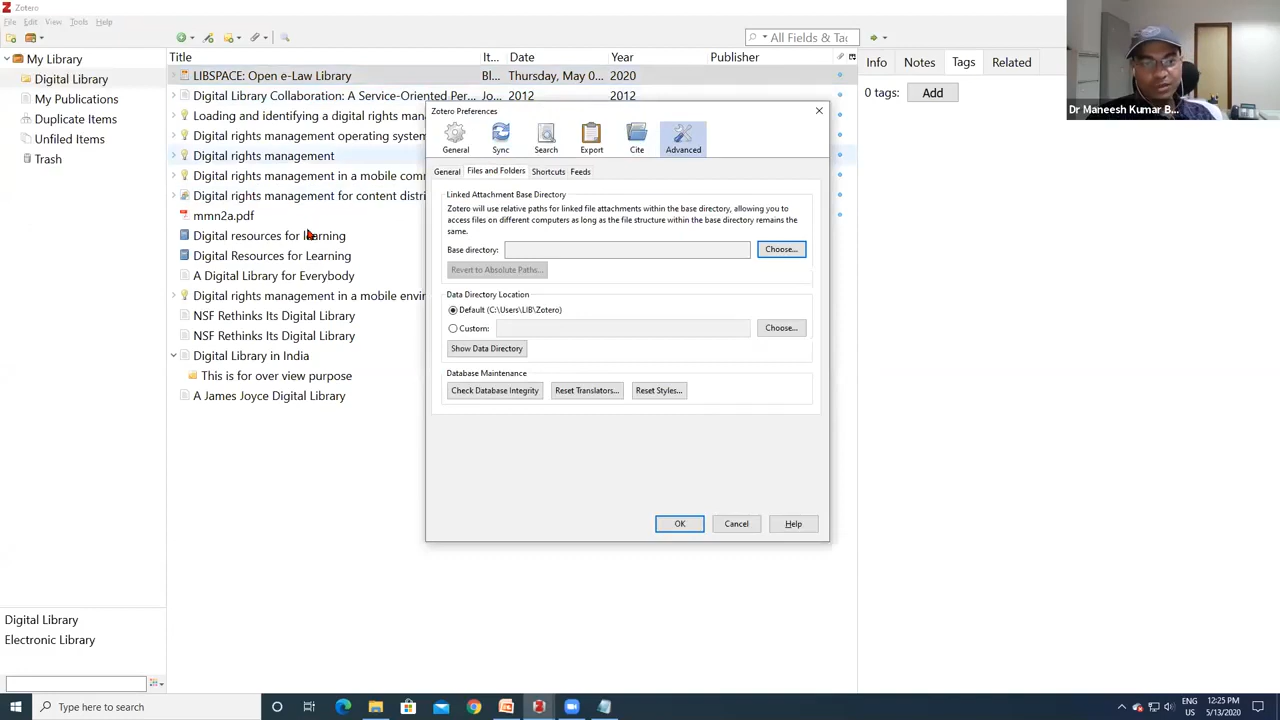 Zotero
File Edit View Tools Help
All Fields & Tag
My Library
Digital Library
My Publications
Duplicate Items
Unfiled Items
Trash
Title It... Date Year Publisher
LIBSPACE: Open e-Law Library Bl... Thursday, May 0... 2020
Digital Library Collaboration: A Service-Oriented Per... Jo... 2012 2012
Loading and identifying a digital rights
Digital rights management operating system
Digital rights management
Digital rights management in a mobile com
Digital rights management for content distri
mmn2a.pdf
Digital resources for learning
Digital Resources for Learning
A Digital Library for Everybody
Digital rights management in a mobile envi
NSF Rethinks Its Digital Library
NSF Rethinks Its Digital Library
Digital Library in India
This is for over view purpose
A James Joyce Digital Library
Zotero Preferences
General Sync Search Export Cite Advanced
General Files and Folders Shortcuts Feeds
Linked Attachment Base Directory
Zotero will use relative paths for linked file attachments within the base directory, allowing you to
access files on different computers as long as the file structure within the base directory remains the
same.
Base directory: Choose...
Revert to Absolute Paths...
Data Directory Location
Default (C:\Users\LIB\Zotero)
Custom: Choose...
Show Data Directory
Database Maintenance
Check Database Integrity Reset Translators... Reset Styles...
OK Cancel Help
Info Notes Tags Related
0 tags: Add
Dr Maneesh Kumar B...
Digital Library
Electronic Library
Type here to search
ENG
US
12:25 PM
5/13/2020